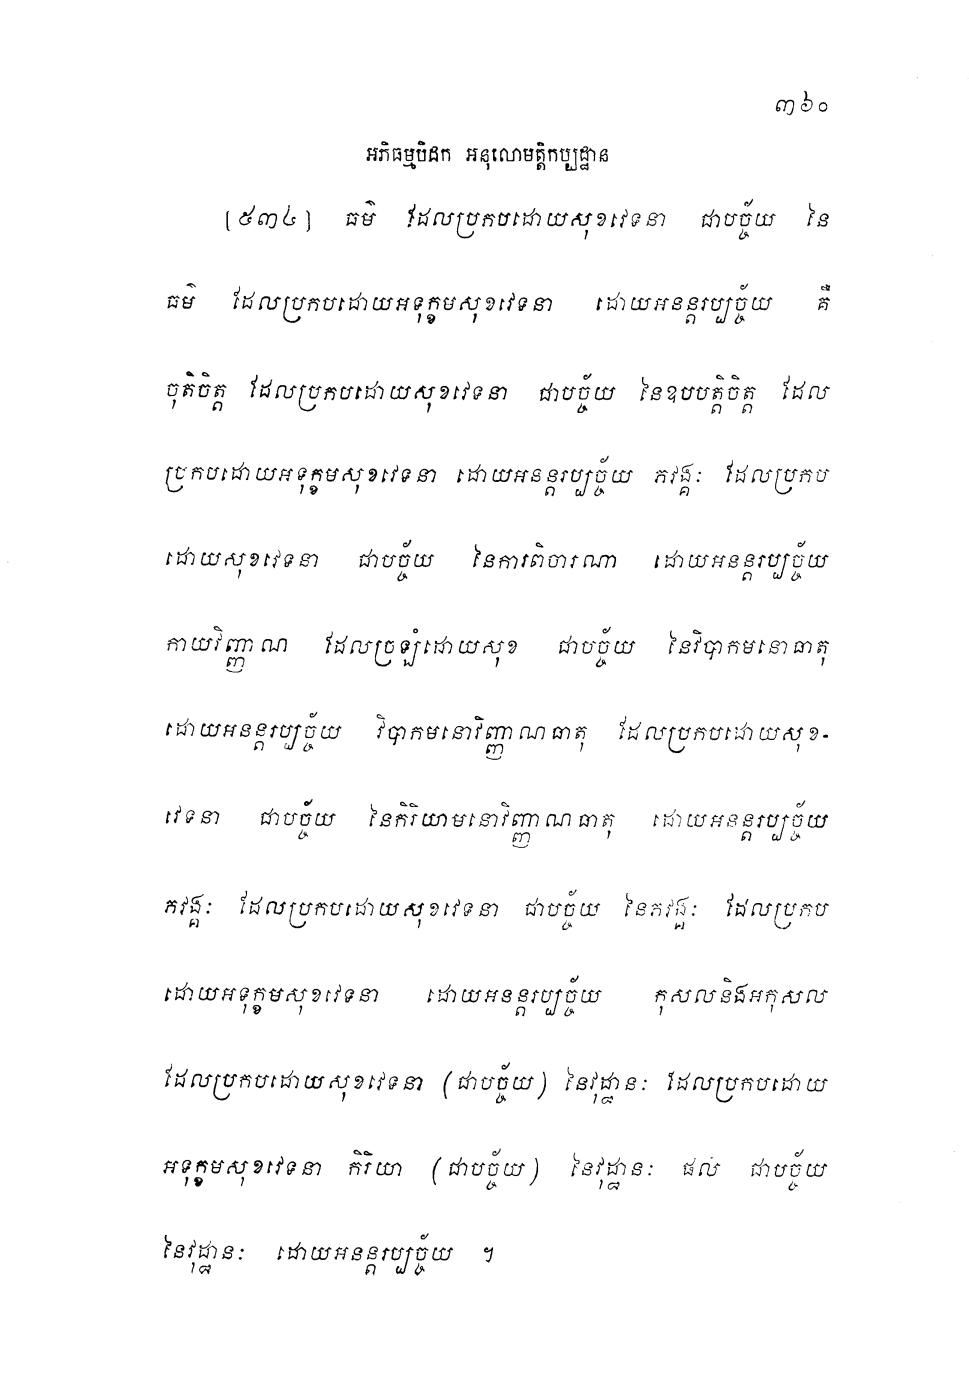 ៣៦០
អភិធម្មបិដក អនុលោមត្តិកប្បដ្ឋាន
[៥៣៤] ធម៌ ដែលប្រកបដោយសុខវេទនា ជាបច្ច័យ នៃ
ធម៌ ដែលប្រកបដោយអទុក្ខមសុខវេទនា ដោយអនន្តរប្បច្ច័យ គឺ
ចុតិចិត្ត ដែលប្រកបដោយសុខវេទនា ជាបច្ច័យ នៃឧបបត្តិចិត្ត ដែល
ប្រកបដោយអទុក្ខមសុខវេទនា ដោយអនន្តរប្បច្ច័យ ភវង្គៈ ដែលប្រកប
ដោយសុខវេទនា ជាបច្ច័យ នៃការពិចារណា ដោយអនន្តរប្បច្ច័យ
កាយវិញ្ញាណ ដែលច្រឡំដោយសុខ ជាបច្ច័យ នៃវិបាកមនោធាតុ
ដោយអនន្តរប្បច្ច័យ វិបាកមនោវិញ្ញាណធាតុ ដែលប្រកបដោយសុខ-
វេទនា ជាបច្ច័យ នៃកិរិយាមនោវិញ្ញាណធាតុ ដោយអនន្តរប្បច្ច័យ
ភវង្គៈ ដែលប្រកបដោយសុខវេទនា ជាបច្ច័យ នៃភវង្គៈ ដែលប្រកប
ដោយអទុក្ខមសុខវេទនា ដោយអនន្តរប្បច្ច័យ កុសលនិងអកុសល
ដែលប្រកបដោយសុខវេទនា (ជាបច្ច័យ) នៃវុដ្ឋានៈ ដែលប្រកបដោយ
អទុក្ខមសុខវេទនា កិរិយា (ជាបច្ច័យ) នៃវុដ្ឋានៈ ផល់ ជាបច្ច័យ
នៃវុដ្ឋានៈ ដោយអនន្តរប្បច្ច័យ ។